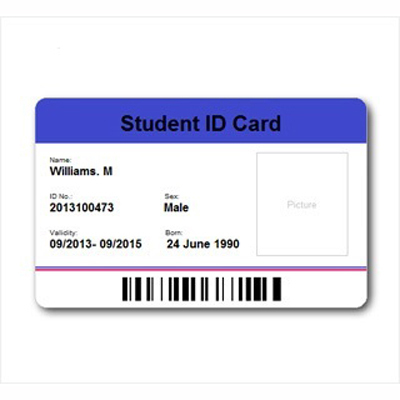 Student ID Card
Name:
Williams. M
ID No.: Sex:
2013100473 Male
Picture
Validity: Born:
09/2013- 09/2015 24 June 1990